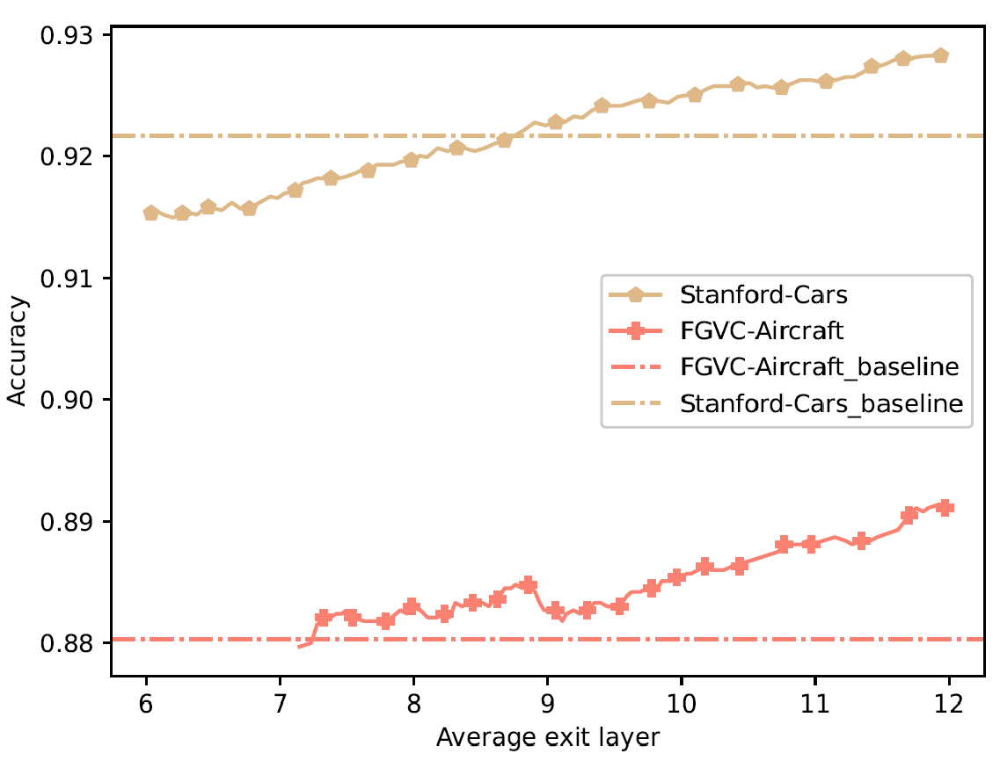 0.93
0.92
0.91
0.90
0.89
0.88
Accuracy
Stanford-Cars
FGVC-Aircraft
FGVC-Aircraft_baseline
Stanford-Cars_baseline
6 7 8 9 10 11 12
Average exit layer